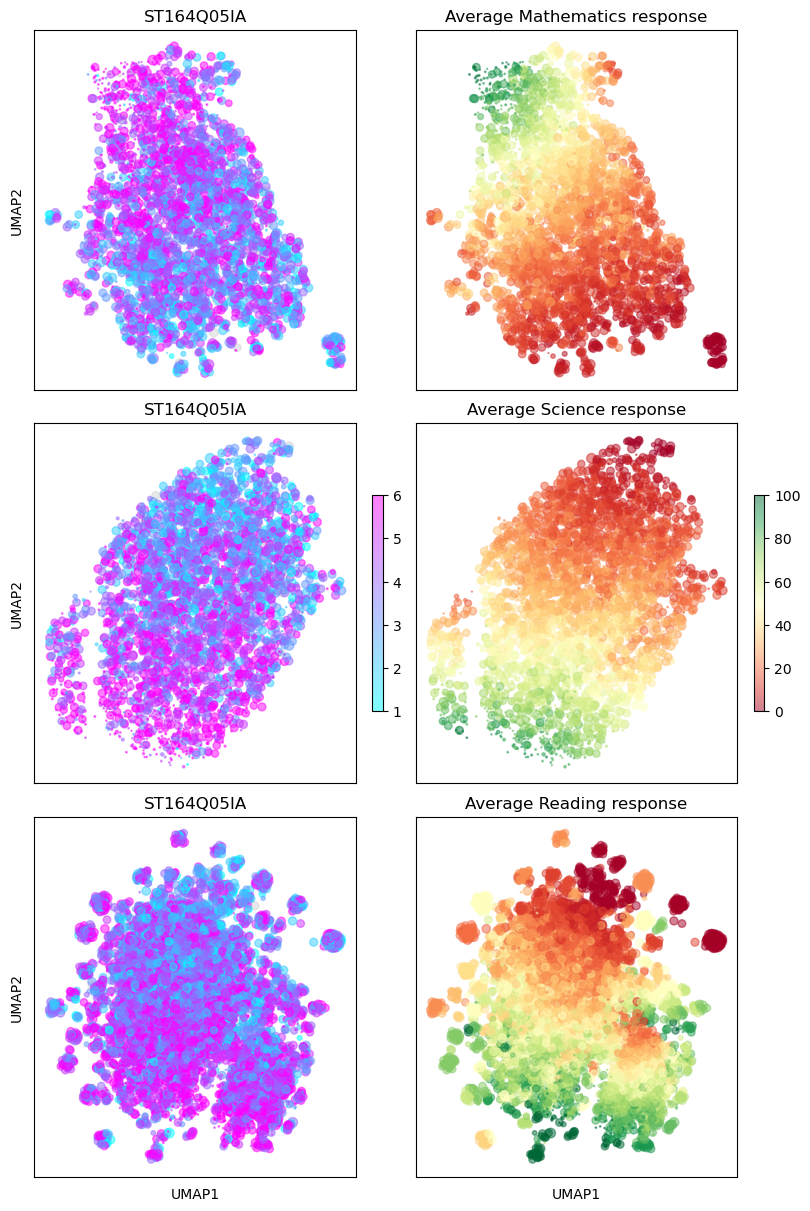 ST164Q05IA
Average Mathematics response
UMAP2
ST164Q05IA
Average Science response
UMAP2
6
5
4
3
2
1
100
80
60
40
20
0
ST164Q05IA
Average Reading response
UMAP2
UMAP1
UMAP1